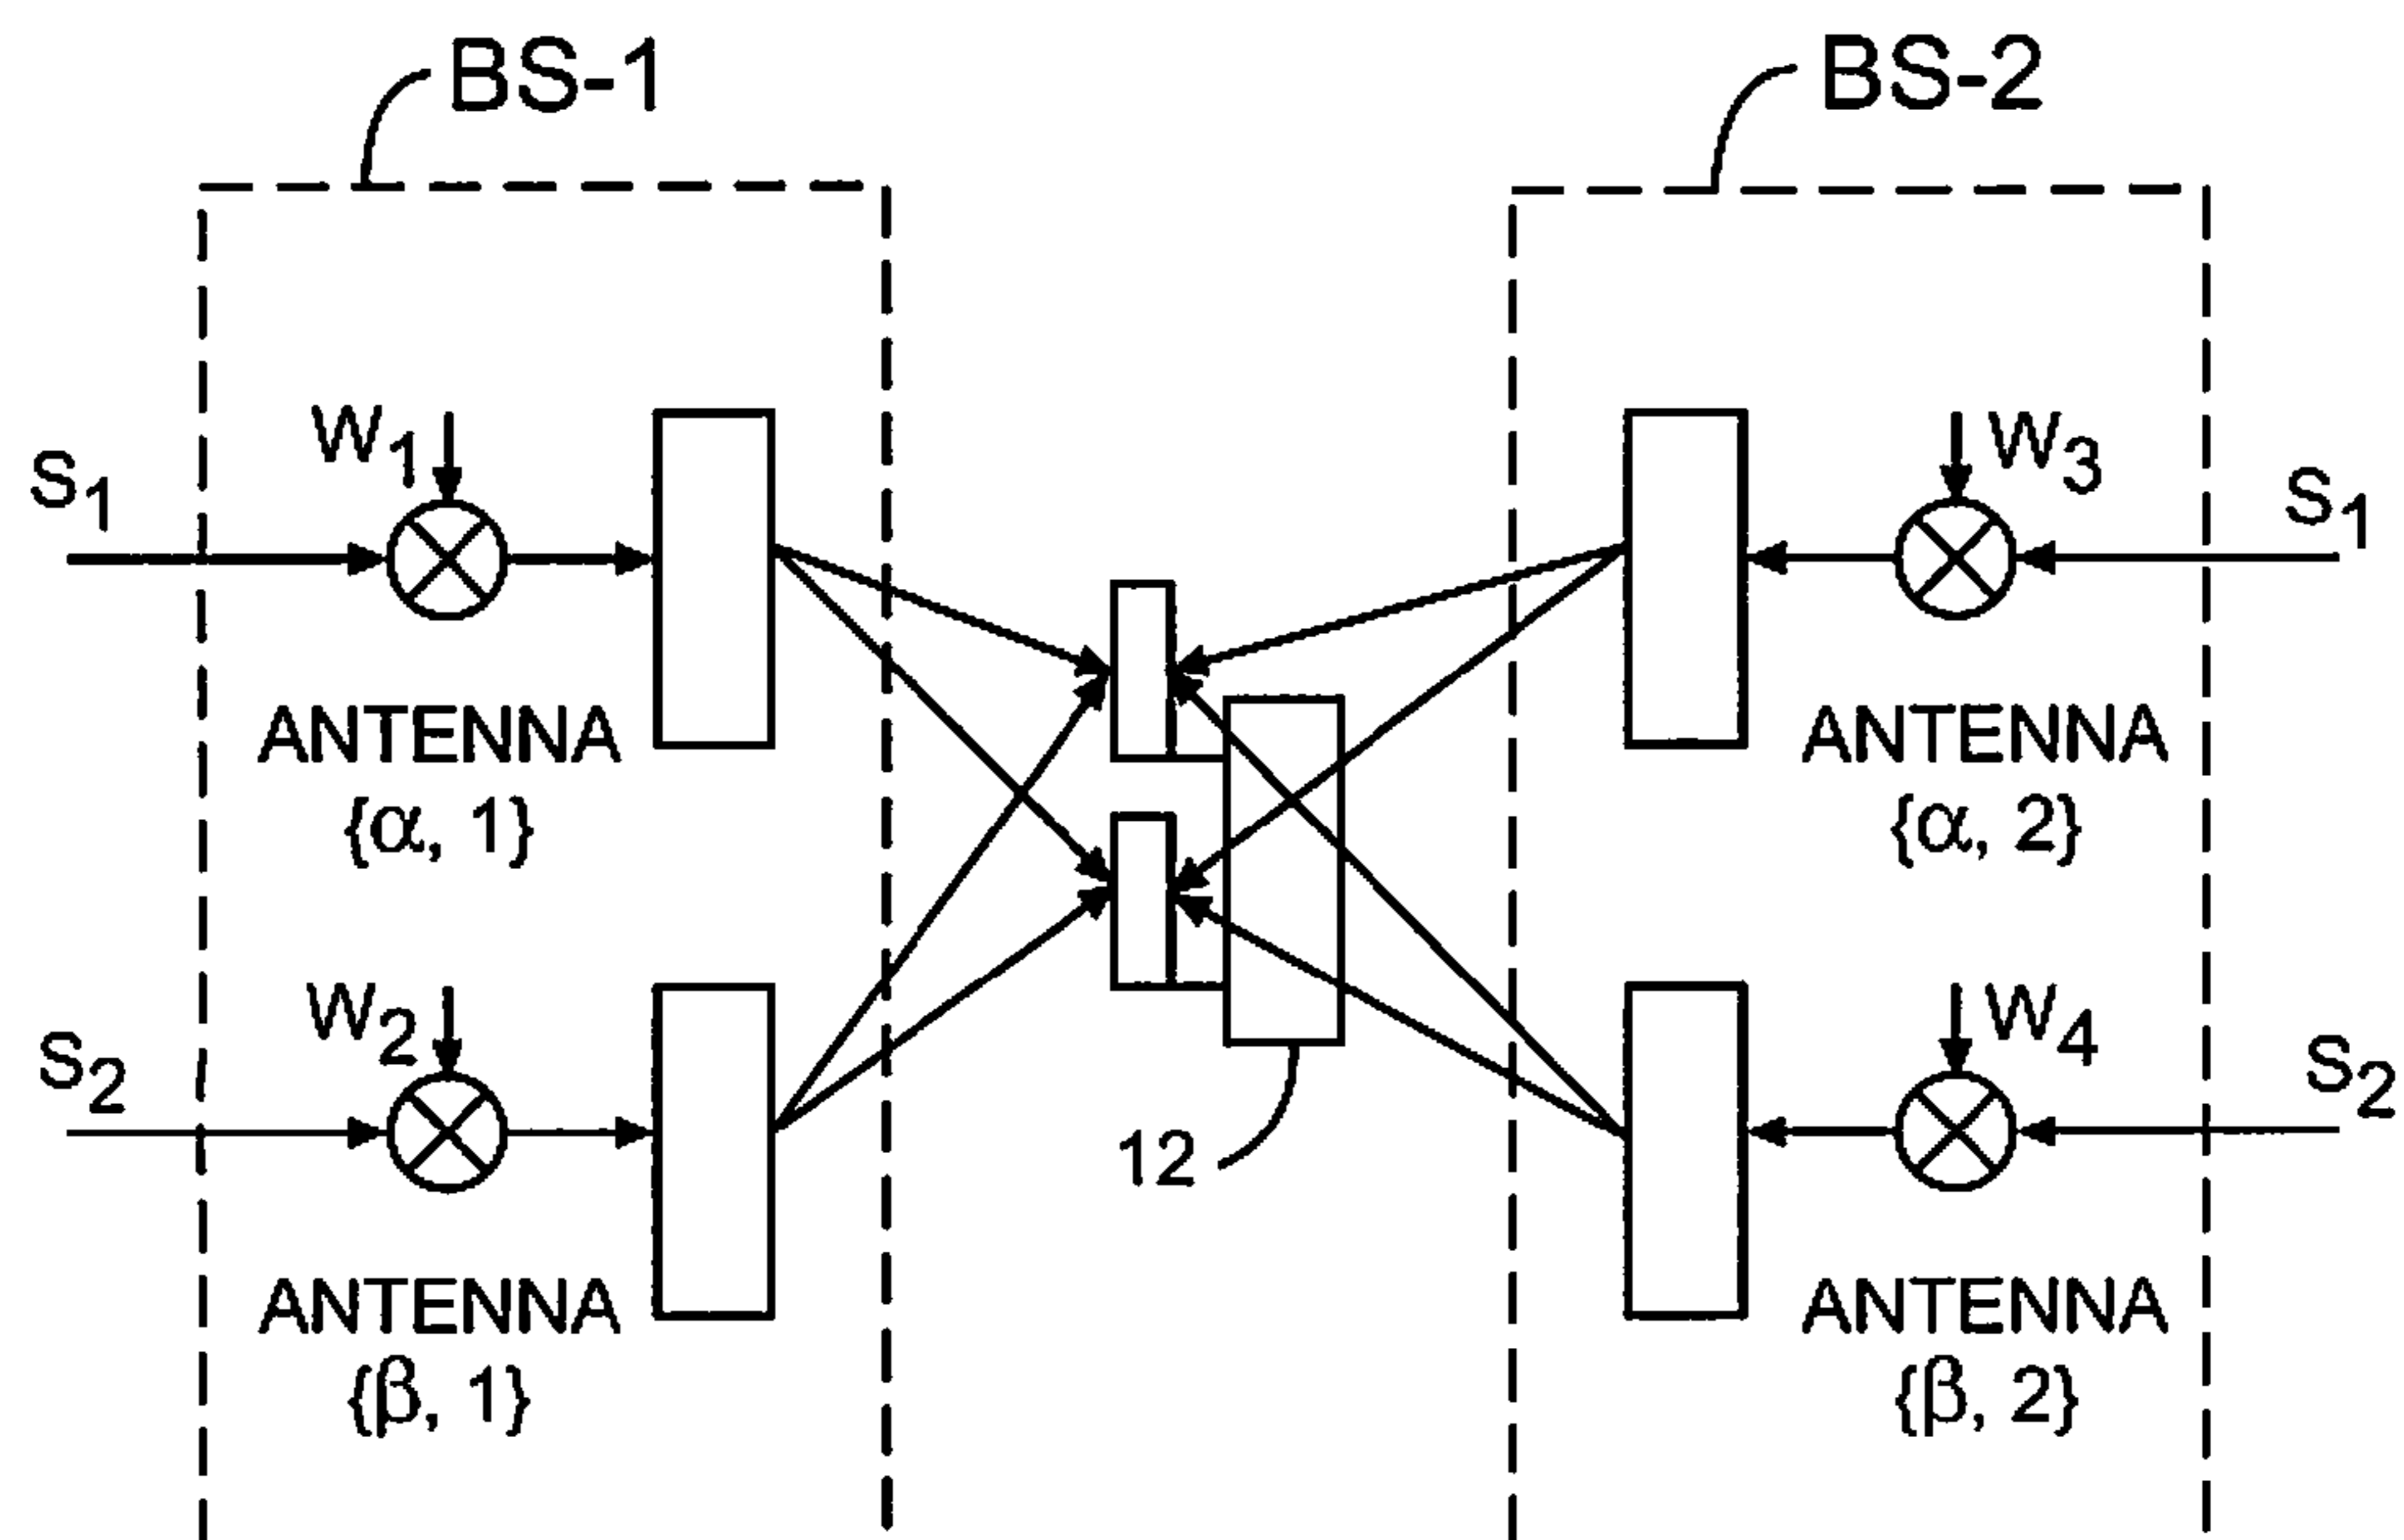 BS-1
BS-2
W1
W3
S1
S1
ANTENNA
{α, 1}
ANTENNA
{α, 2}
W2
W4
S2
S2
12
ANTENNA
{β, 1}
ANTENNA
{β, 2}